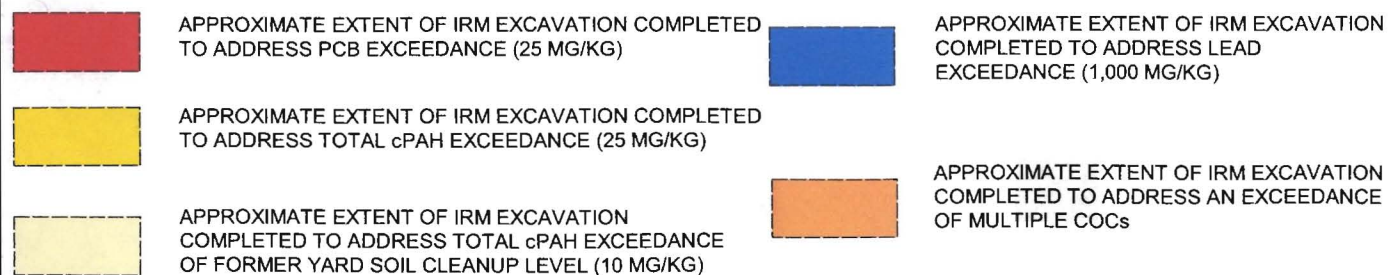 APPROXIMATE EXTENT OF IRM EXCAVATION COMPLETED
TO ADDRESS PCB EXCEEDANCE (25 MG/KG)
APPROXIMATE EXTENT OF IRM EXCAVATION COMPLETED
TO ADDRESS TOTAL cPAH EXCEEDANCE (25 MG/KG)
APPROXIMATE EXTENT OF IRM EXCAVATION
COMPLETED TO ADDRESS TOTAL cPAH EXCEEDANCE
OF FORMER YARD SOIL CLEANUP LEVEL (10 MG/KG)
APPROXIMATE EXTENT OF IRM EXCAVATION
COMPLETED TO ADDRESS LEAD
EXCEEDANCE (1,000 MG/KG)
APPROXIMATE EXTENT OF IRM EXCAVATION
COMPLETED TO ADDRESS AN EXCEEDANCE
OF MULTIPLE COCs